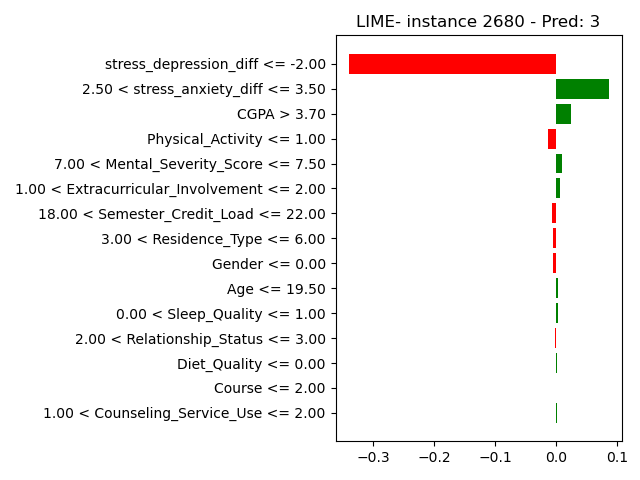 LIME- instance 2680 - Pred: 3
stress_depression_diff <= -2.00
2.50 < stress_anxiety_diff <= 3.50
CGPA > 3.70
Physical_Activity <= 1.00
7.00 < Mental_Severity_Score <= 7.50
1.00 < Extracurricular_Involvement <= 2.00
18.00 < Semester_Credit_Load <= 22.00
3.00 < Residence_Type <= 6.00
Gender <= 0.00
Age <= 19.50
0.00 < Sleep_Quality <= 1.00
2.00 < Relationship_Status <= 3.00
Diet_Quality <= 0.00
Course <= 2.00
1.00 < Counseling_Service_Use <= 2.00
−0.3 −0.2 −0.1 0.0 0.1